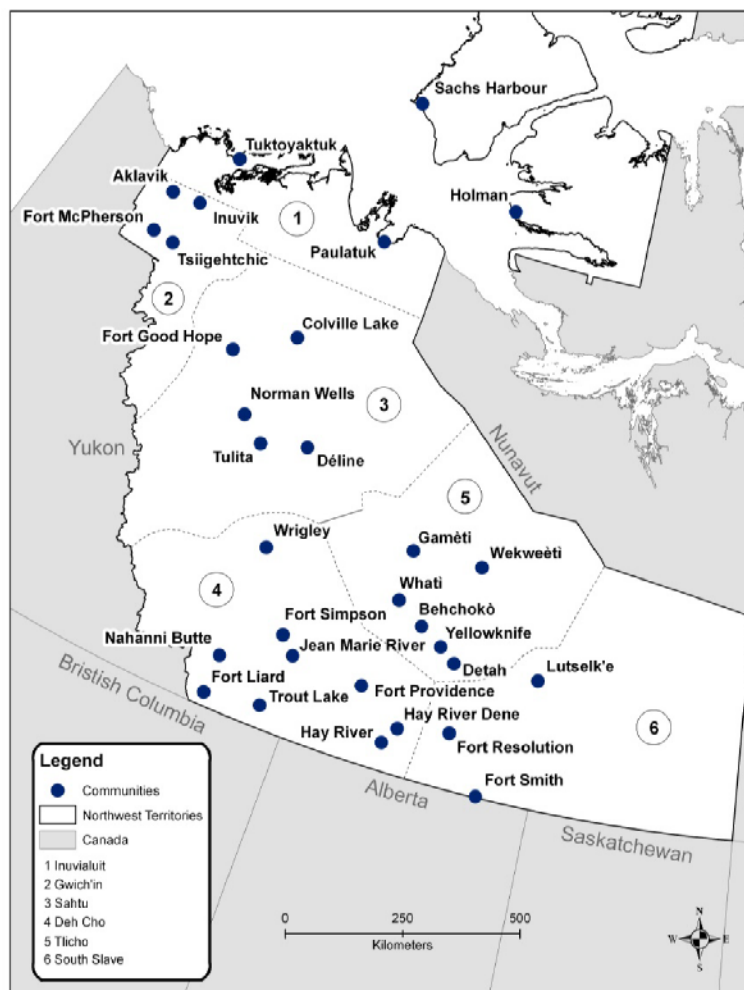 Sachs Harbour
Tuktoyaktuk
Aklavik
Holman
Inuvik
1
Fort McPherson
Paulatuk
Tsiigehtchic
2
Colville Lake
Fort Good Hope
Norman Wells
3
Yukon
Tulita
Déline
Nunavut
5
Wrigley
Gamètì
Wekweètì
4
Whatì
Behchokò
Fort Simpson
Yellowknife
Nahanni Butte
Jean Marie River
Detah
Lutselk'e
Bristish Columbia
Fort Liard
Fort Providence
Trout Lake
Hay River Dene
6
Hay River
Fort Resolution
Fort Smith
Alberta
Saskatchewan
Legend
Communities
Northwest Territories
Canada
1 Inuvialuit
2 Gwich'in
3 Sahtu
4 Deh Cho
5 Tlicho
6 South Slave
0 250 500
Kilometers
N
W E
S